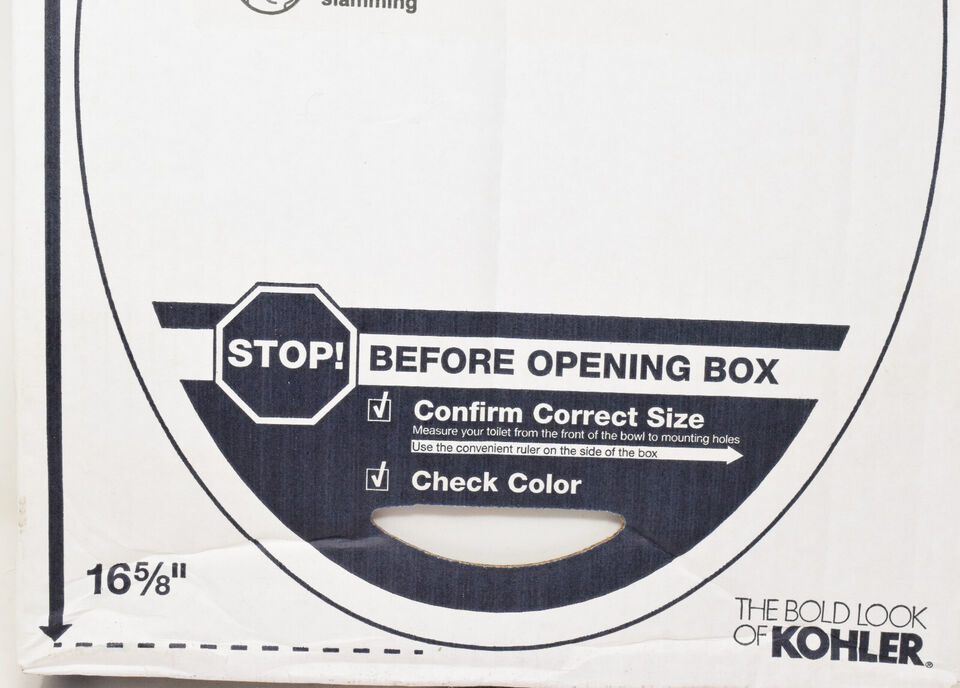 slamming
STOP! BEFORE OPENING BOX
Confirm Correct Size
Measure your toilet from the front of the bowl to mounting holes
Use the convenient ruler on the side of the box
Check Color
16⅝"
THE BOLD LOOK
OF KOHLER®